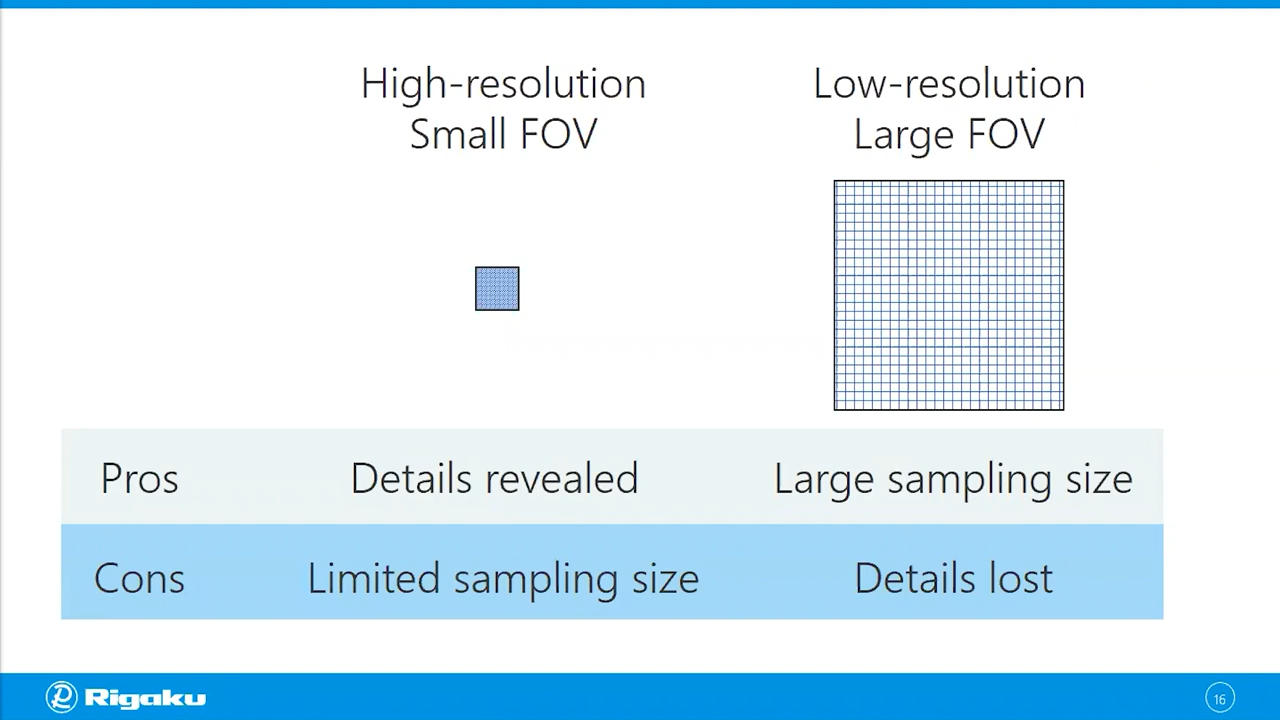 High-resolution
Small FOV
Low-resolution
Large FOV
Pros
Details revealed
Large sampling size
Cons
Limited sampling size
Details lost
Rigaku
16